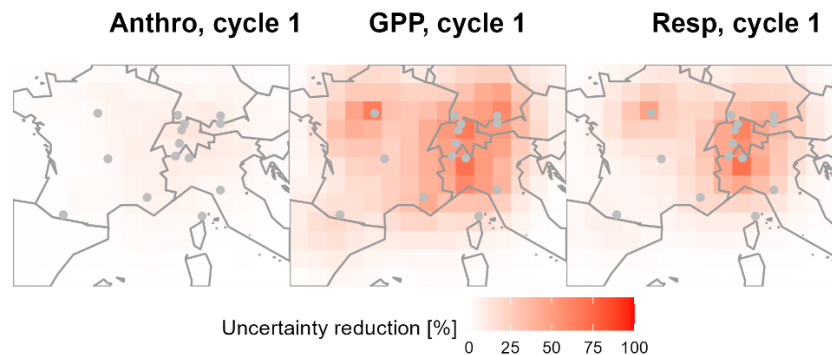 Anthro, cycle 1 GPP, cycle 1 Resp, cycle 1
Uncertainty reduction [%]
0 25 50 75 100